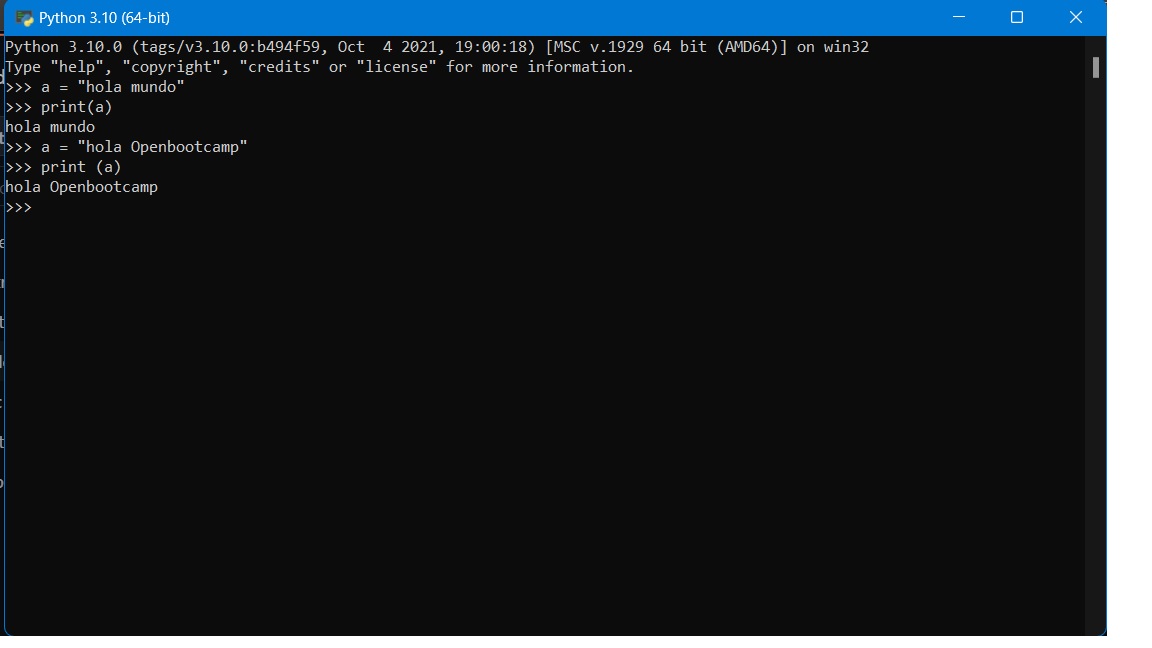 Python 3.10 (64-bit)
Python 3.10.0 (tags/v3.10.0:b494f59, Oct  4 2021, 19:00:18) [MSC v.1929 64 bit (AMD64)] on win32
Type "help", "copyright", "credits" or "license" for more information.
>>> a = "hola mundo"
>>> print(a)
hola mundo
>>> a = "hola Openbootcamp"
>>> print (a)
hola Openbootcamp
>>>